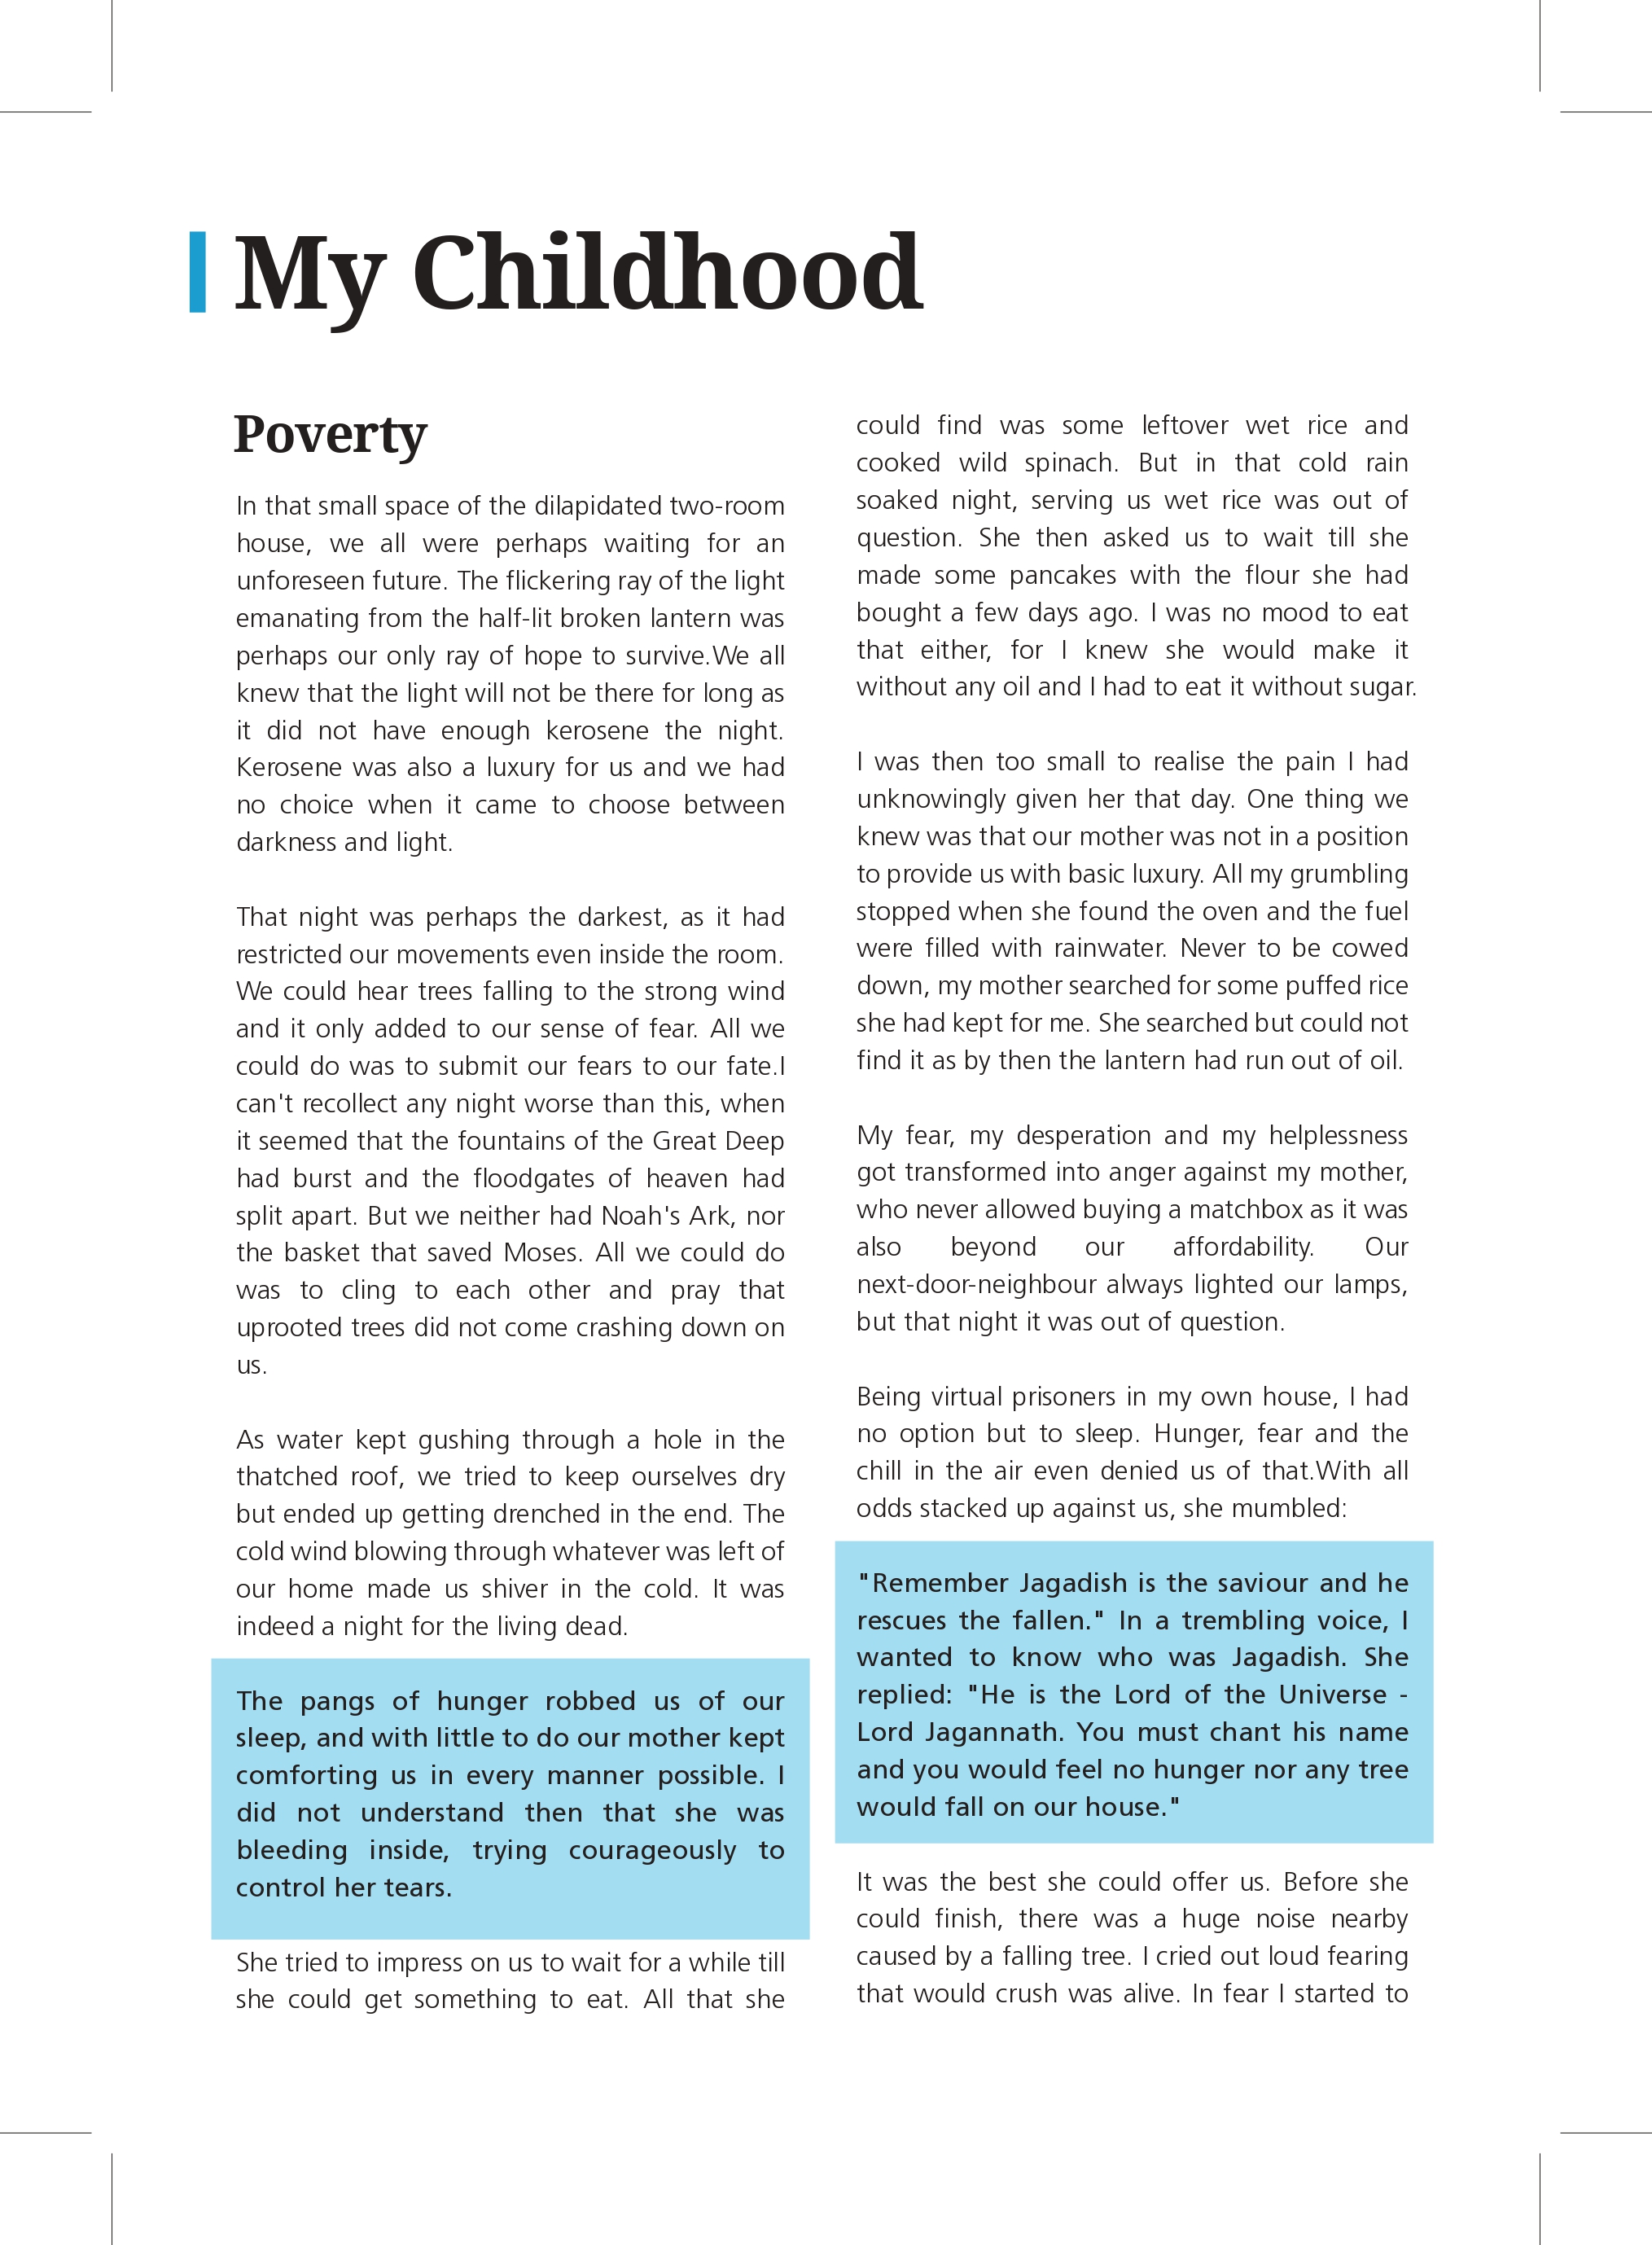 My Childhood
Poverty
In that small space of the dilapidated two-room
house, we all were perhaps waiting for an
unforeseen future. The flickering ray of the light
emanating from the half-lit broken lantern was
perhaps our only ray of hope to survive.We all
knew that the light will not be there for long as
it did not have enough kerosene the night.
Kerosene was also a luxury for us and we had
no choice when it came to choose between
darkness and light.
That night was perhaps the darkest, as it had
restricted our movements even inside the room.
We could hear trees falling to the strong wind
and it only added to our sense of fear. All we
could do was to submit our fears to our fate.I
can't recollect any night worse than this, when
it seemed that the fountains of the Great Deep
had burst and the floodgates of heaven had
split apart. But we neither had Noah's Ark, nor
the basket that saved Moses. All we could do
was to cling to each other and pray that
uprooted trees did not come crashing down on
us.
As water kept gushing through a hole in the
thatched roof, we tried to keep ourselves dry
but ended up getting drenched in the end. The
cold wind blowing through whatever was left of
our home made us shiver in the cold. It was
indeed a night for the living dead.
The pangs of hunger robbed us of our
sleep, and with little to do our mother kept
comforting us in every manner possible. I
did not understand then that she was
bleeding inside, trying courageously to
control her tears.
She tried to impress on us to wait for a while till
she could get something to eat. All that she
could find was some leftover wet rice and
cooked wild spinach. But in that cold rain
soaked night, serving us wet rice was out of
question. She then asked us to wait till she
made some pancakes with the flour she had
bought a few days ago. I was no mood to eat
that either, for I knew she would make it
without any oil and I had to eat it without sugar.
I was then too small to realise the pain I had
unknowingly given her that day. One thing we
knew was that our mother was not in a position
to provide us with basic luxury. All my grumbling
stopped when she found the oven and the fuel
were filled with rainwater. Never to be cowed
down, my mother searched for some puffed rice
she had kept for me. She searched but could not
find it as by then the lantern had run out of oil.
My fear, my desperation and my helplessness
got transformed into anger against my mother,
who never allowed buying a matchbox as it was
also beyond our affordability. Our
next-door-neighbour always lighted our lamps,
but that night it was out of question.
Being virtual prisoners in my own house, I had
no option but to sleep. Hunger, fear and the
chill in the air even denied us of that.With all
odds stacked up against us, she mumbled:
"Remember Jagadish is the saviour and he
rescues the fallen." In a trembling voice, I
wanted to know who was Jagadish. She
replied: "He is the Lord of the Universe -
Lord Jagannath. You must chant his name
and you would feel no hunger nor any tree
would fall on our house."
It was the best she could offer us. Before she
could finish, there was a huge noise nearby
caused by a falling tree. I cried out loud fearing
that would crush was alive. In fear I started to